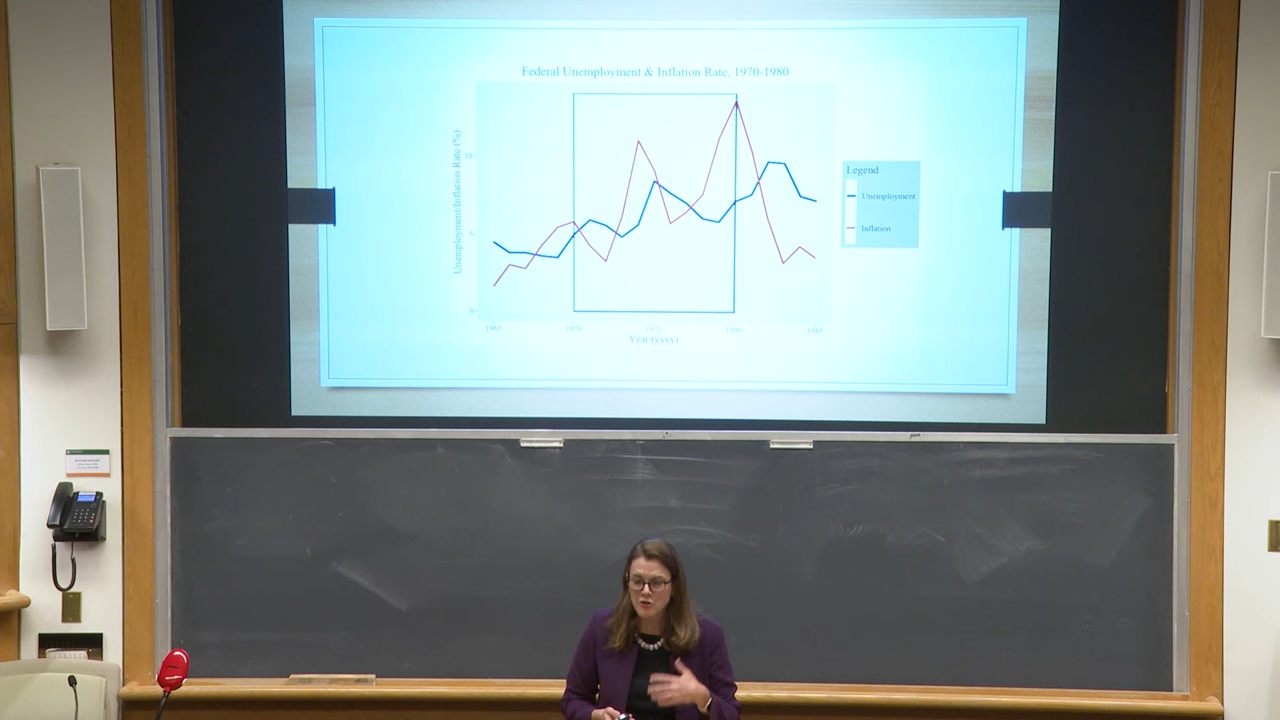 Federal Unemployment & Inflation Rate, 1970-1980
Unemployment/Inflation Rate (%)
10
5
0
1965
1970
1975
1980
1985
Year (yyyy)
Legend
Unemployment
Inflation